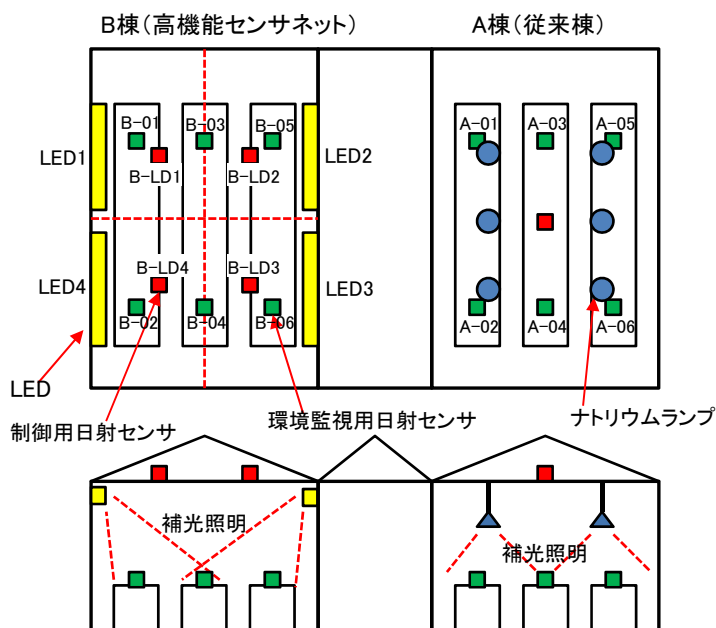 B棟(高機能センサネット)
A棟(従来棟)
B-01
B-03
B-05
A-01
A-03
A-05
LED1
LED2
B-LD1
B-LD2
B-LD4
B-LD3
LED4
LED3
B-02
B-04
B-06
A-02
A-04
A-06
LED
制御用日射センサ
環境監視用日射センサ
ナトリウムランプ
補光照明
補光照明